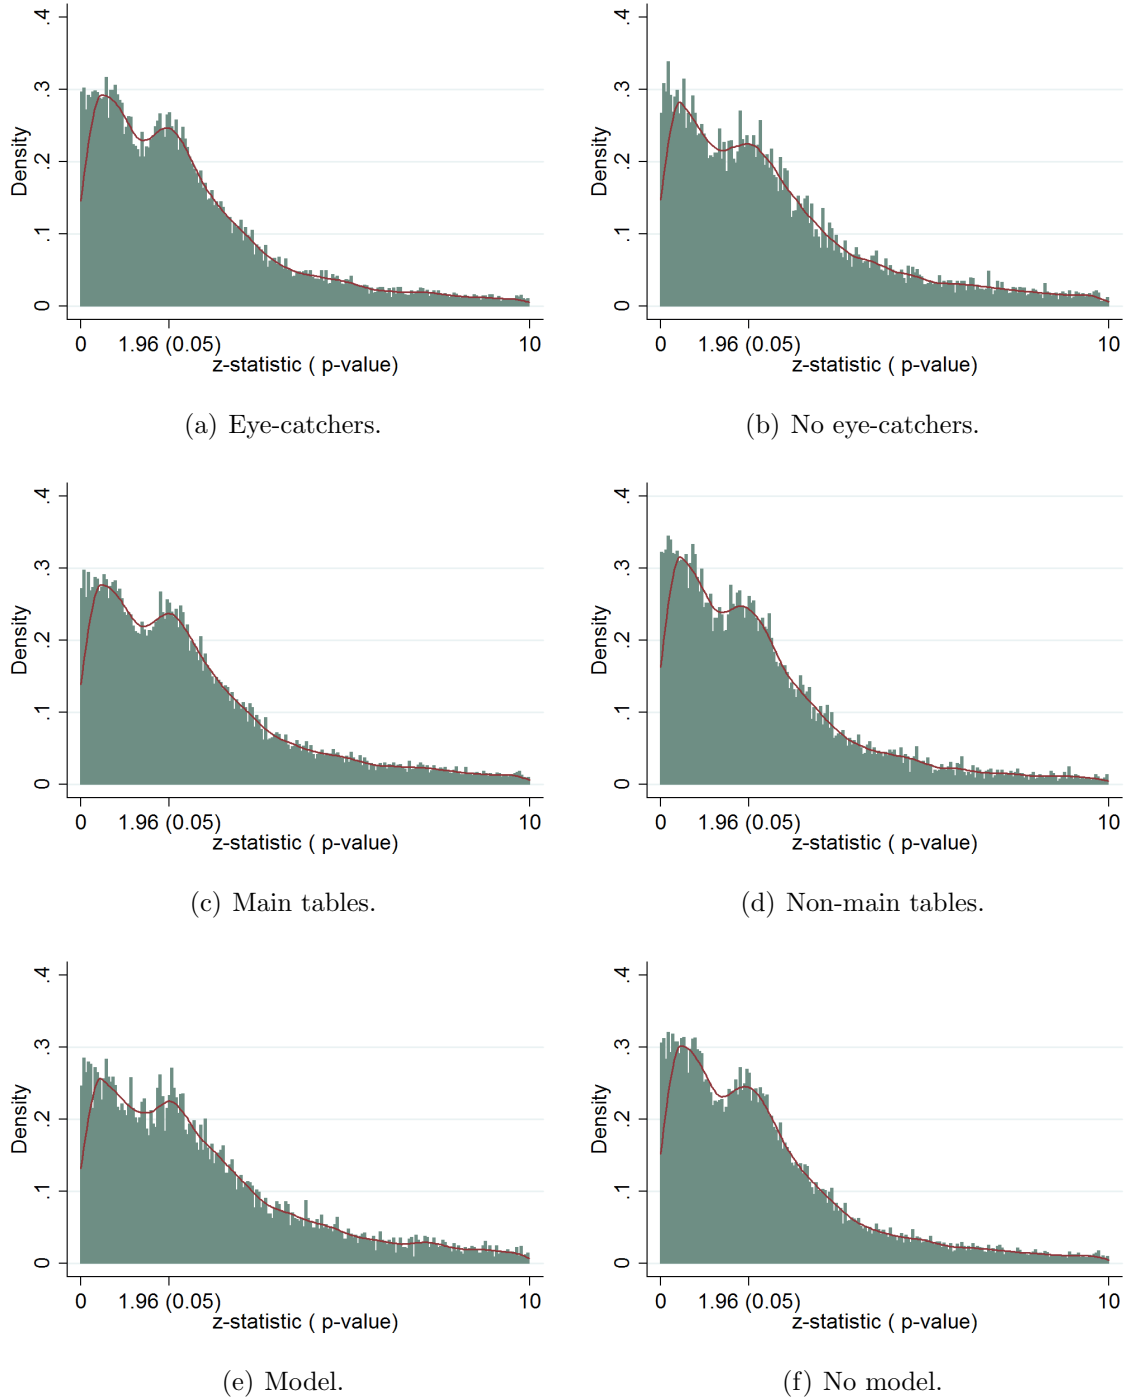 .4
.3
Density
.2
.1
0
0
1.96 (0.05)
10
z-statistic ( p-value)
(a) Eye-catchers.
.4
.3
Density
.2
.1
0
0
1.96 (0.05)
10
z-statistic ( p-value)
(b) No eye-catchers.
.4
.3
Density
.2
.1
0
0
1.96 (0.05)
10
z-statistic ( p-value)
(c) Main tables.
.4
.3
Density
.2
.1
0
0
1.96 (0.05)
10
z-statistic ( p-value)
(d) Non-main tables.
.4
.3
Density
.2
.1
0
0
1.96 (0.05)
10
z-statistic ( p-value)
(e) Model.
.4
.3
Density
.2
.1
0
0
1.96 (0.05)
10
z-statistic ( p-value)
(f) No model.